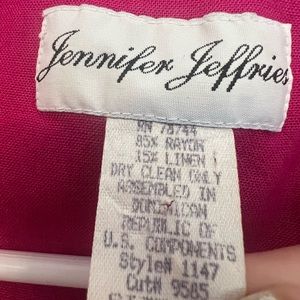 Jennifer Jeffries
RN 78744
85% RAYON
15% LINEN
DRY CLEAN ONLY
ASSEMBLED IN
DOMINICAN
REPUBLIC OF
U.S. COMPONENTS
Style# 1147
Cut# 9585